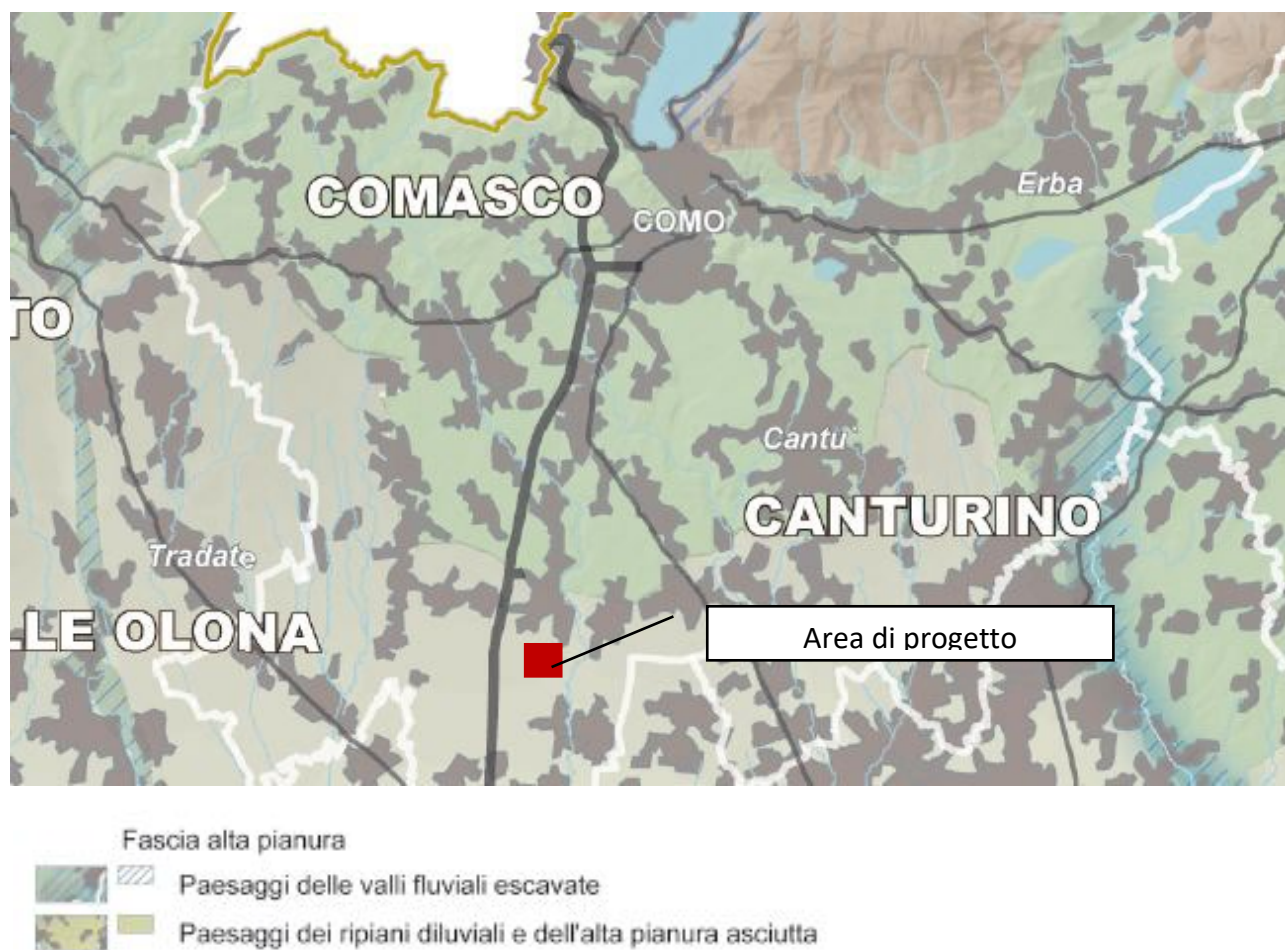 COMASCO
Erba
COMO
TO
Cantu'
CANTURINO
Tradate
LLE OLONA
Area di progetto
Fascia alta pianura
Paesaggi delle valli fluviali escavate
Paesaggi dei ripiani diluviali e dell'alta pianura asciutta